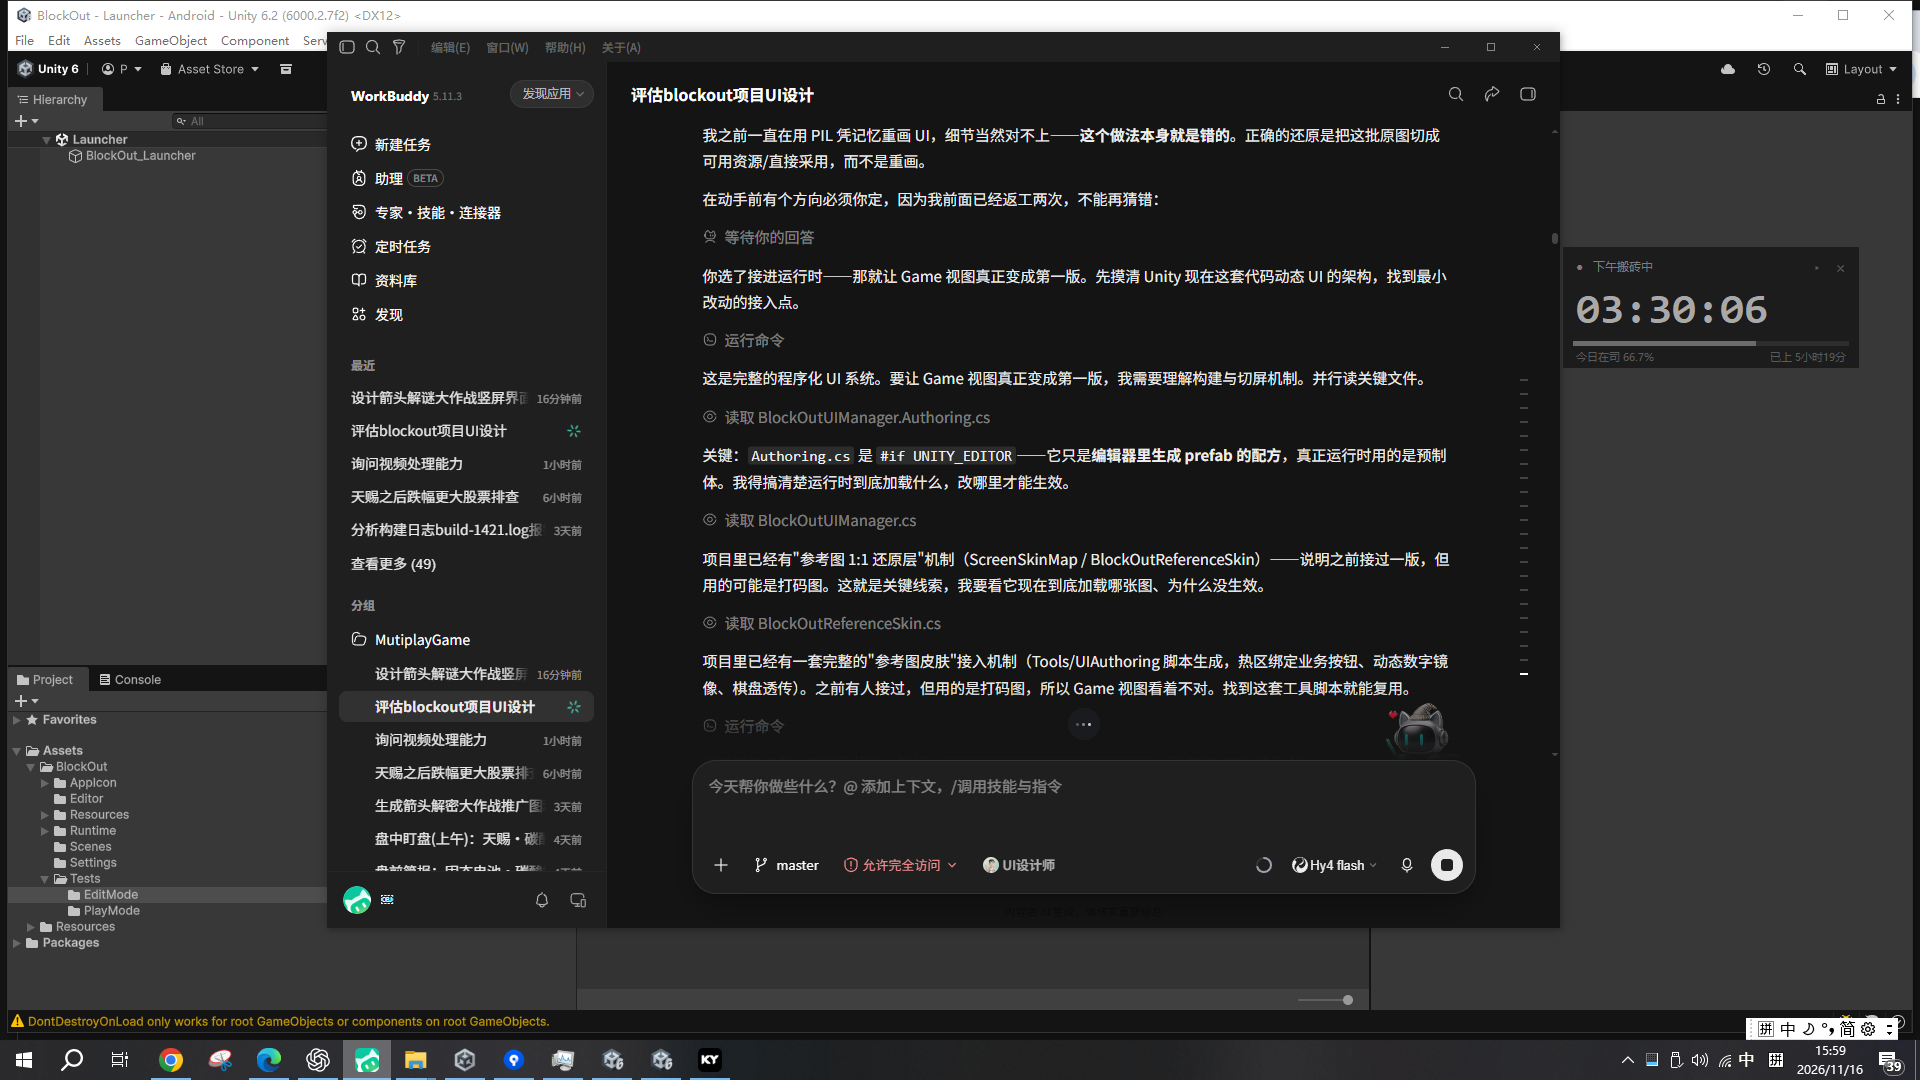 BlockOut - Launcher - Android - Unity 6.2 (6000.2.7f2) <DX12>
File Edit Assets GameObject Component Serv
Unity 6 P Asset Store Layout
Hierarchy
All
Launcher
BlockOut_Launcher
Project Console
Favorites
Assets
BlockOut
AppIcon
Editor
Resources
Runtime
Scenes
Settings
Tests
EditMode
PlayMode
Resources
Packages
DontDestroyOnLoad only works for root GameObjects or components on root GameObjects.
编辑(E) 窗口(W) 帮助(H) 关于(A)
WorkBuddy 5.11.3 发现应用
新建任务
助理 BETA
专家·技能·连接器
定时任务
资料库
发现
最近
设计箭头解谜大作战竖屏界面 16分钟前
评估blockout项目UI设计
询问视频处理能力 1小时前
天赐之后跌幅更大股票排查 6小时前
分析构建日志build-1421.log报 3天前
查看更多 (49)
分组
MutiplayGame
设计箭头解谜大作战竖屏 16分钟前
评估blockout项目UI设计
询问视频处理能力 1小时前
天赐之后跌幅更大股票排 6小时前
生成箭头解密大作战推广图 3天前
盘中盯盘(上午)：天赐·碳 4天前
评估blockout项目UI设计
我之前一直在用 PIL 凭记忆重画 UI，细节当然对不上——这个做法本身就是错的。正确的还原是把这批原图切成
可用资源/直接采用，而不是重画。
在动手前有个方向必须你定，因为我前面已经返工两次，不能再猜错：
等待你的回答
你选了接进运行时——那就让 Game 视图真正变成第一版。先摸清 Unity 现在这套代码动态 UI 的架构，找到最小
改动的接入点。
运行命令
这是完整的程序化 UI 系统。要让 Game 视图真正变成第一版，我需要理解构建与切屏机制。并行读关键文件。
读取 BlockOutUIManager.Authoring.cs
关键：Authoring.cs 是 #if UNITY_EDITOR——它只是编辑器里生成 prefab 的配方，真正运行时用的是预制
体。我得搞清楚运行时到底加载什么，改哪里才能生效。
读取 BlockOutUIManager.cs
项目里已经有"参考图 1:1 还原层"机制（ScreenSkinMap / BlockOutReferenceSkin）——说明之前接过一版，但
用的可能是打码图。这就是关键线索，我要看它现在到底加载哪张图、为什么没生效。
读取 BlockOutReferenceSkin.cs
项目里已经有一套完整的"参考图皮肤"接入机制（Tools/UIAuthoring 脚本生成，热区绑定业务按钮、动态数字镜
像、棋盘透传）。之前有人接过，但用的是打码图，所以 Game 视图看着不对。找到这套工具脚本就能复用。
运行命令
今天帮你做些什么？@ 添加上下文，/调用技能与指令
master 允许完全访问 UI设计师 Hy4 flash
下午搬砖中
03:30:06
今日在司 66.7% 已上 5小时19分
拼 中 简
KY
中 拼
15:59
2026/11/16
39